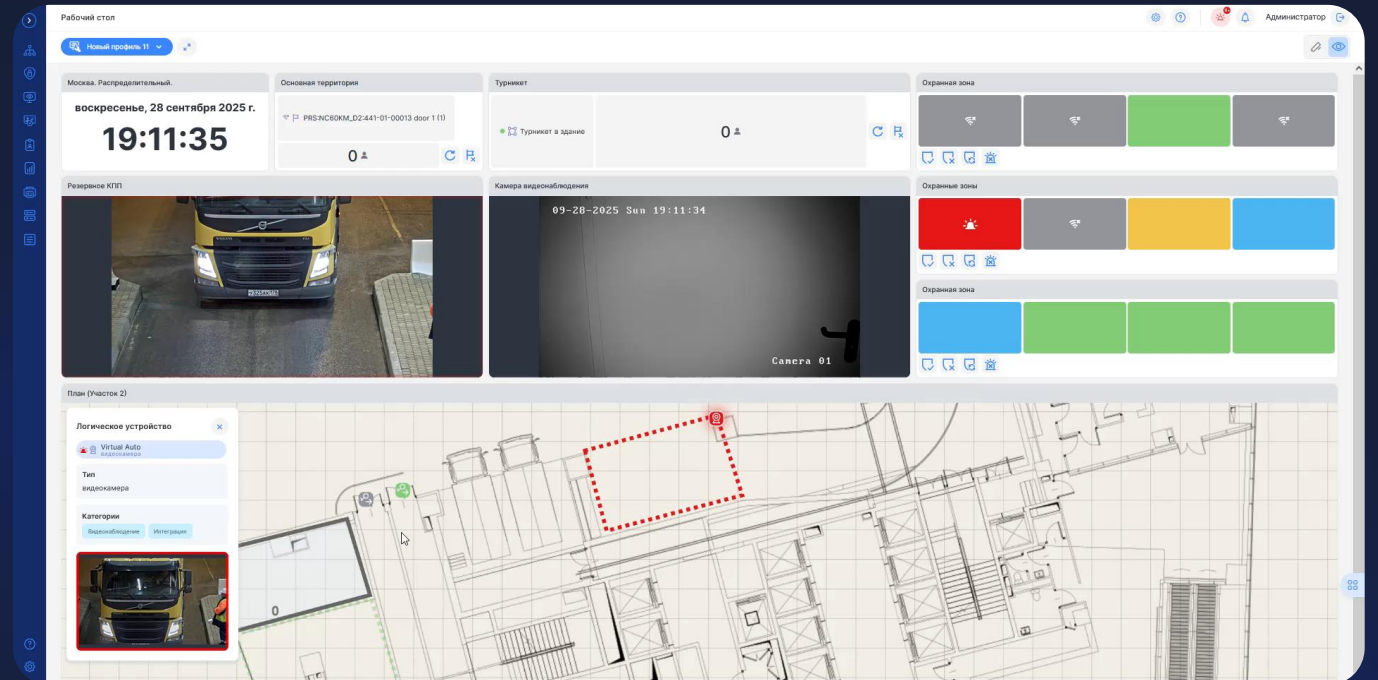 Рабочий стол
9+
Администратор
Новый профиль 11
Москва. Распределительный.
Основная территория
Турникет
Охранная зона
воскресенье, 28 сентября 2025 г.
19:11:35
PRS:NC60KM_D2:441-01-00013 door 1 (1)
0
Турникет в здание
0
Резервное КПП
Камера видеонаблюдения
Охранные зоны
09-28-2025 Sun 19:11:34
Camera 01
Охранная зона
План (Участок 2)
Логическое устройство
Virtual Auto
видеокамера
Тип
видеокамера
Категории
Видеонаблюдение
Интеграция
0